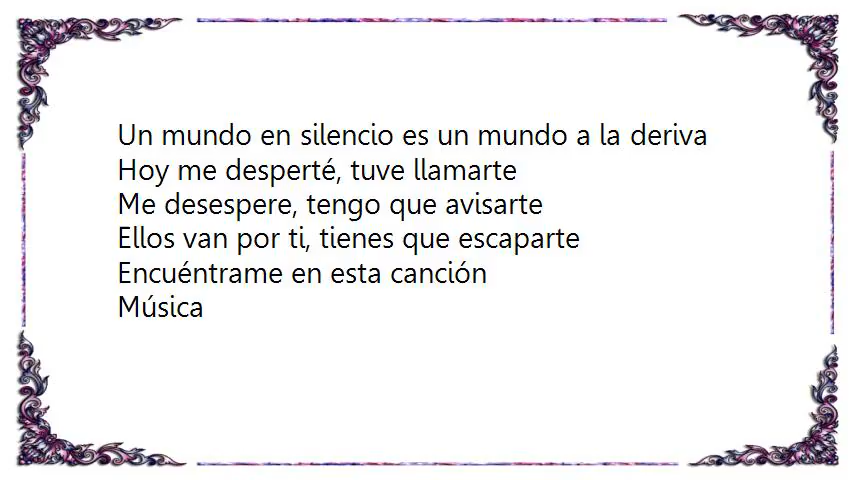 Un mundo en silencio es un mundo a la deriva
Hoy me desperté, tuve llamarte
Me desespere, tengo que avisarte
Ellos van por ti, tienes que escaparte
Encuéntrame en esta canción
Música